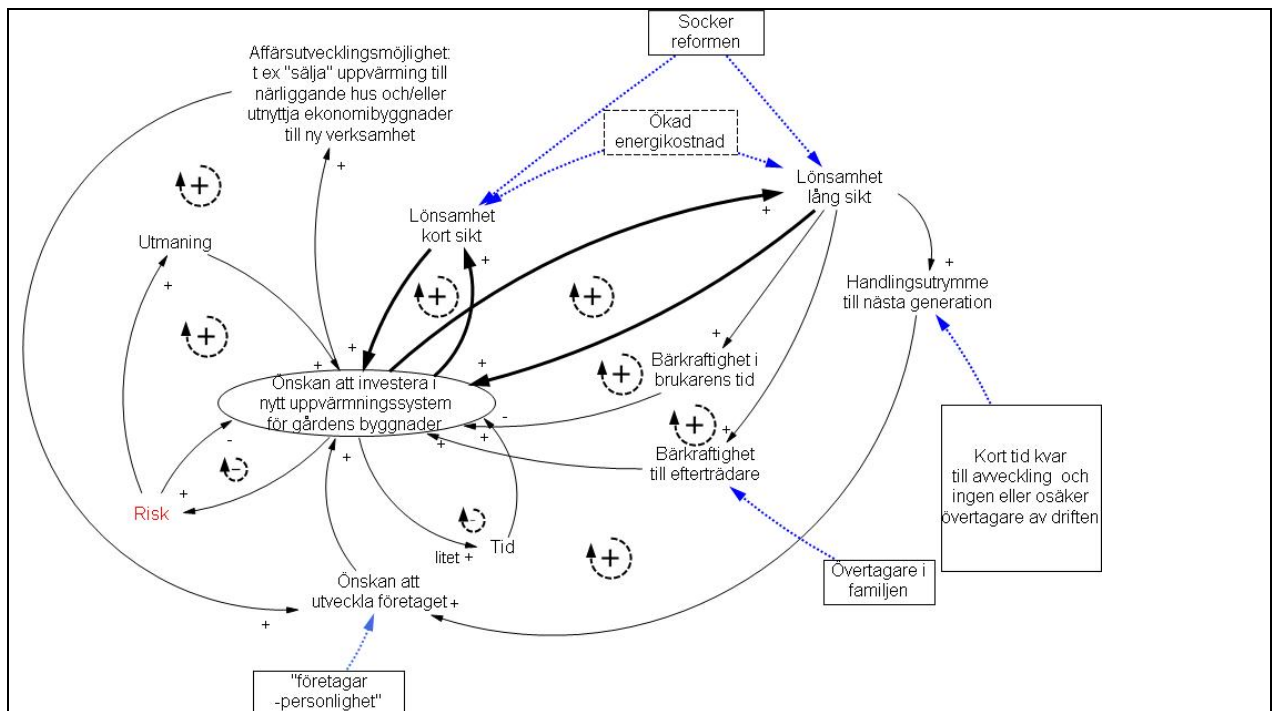 Socker
reformen
Affärsutvecklingsmöjlighet:
t ex "sälja" uppvärming till
närliggande hus och/eller
utnyttja ekonomibyggnader
till ny verksamhet
+
Ökad
energikostnad
Lönsamhet
lång sikt
+
Lönsamhet
kort sikt
+
+
Utmaning
+
+
+
+
Handlingsutrymme
till nästa generation
+
+
+
+
+
+
+
Bärkraftighet i
brukarens tid
+
Önskan att investera i
nytt uppvärmningssystem
för gårdens byggnader
-
+
+
+
+
Bärkraftighet
till efterträdare
Kort tid kvar
till avveckling och
ingen eller osäker
övertagare av driften
-
-
+
+
Risk
-
litet +
Tid
+
Övertagare i
familjen
Önskan att
utveckla företaget +
+
"företagar
-personlighet"